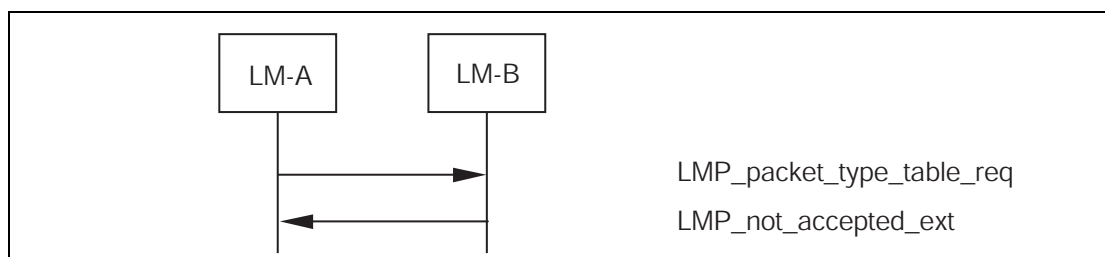 LM-A
LM-B
LMP_packet_type_table_req
LMP_not_accepted_ext